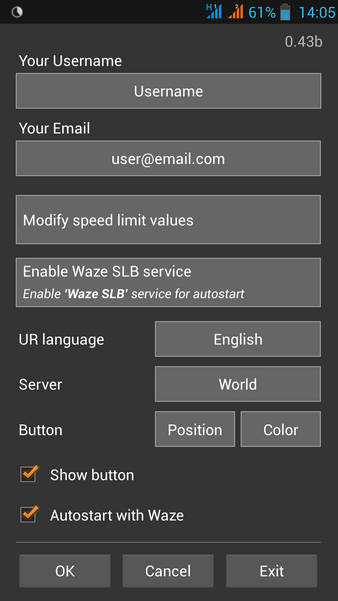 H
61% 14:05
0.43b
Your Username
Username
Your Email
user@email.com
Modify speed limit values
Enable Waze SLB service
Enable 'Waze SLB' service for autostart
UR language English
Server World
Button Position Color
Show button
Autostart with Waze
OK Cancel Exit